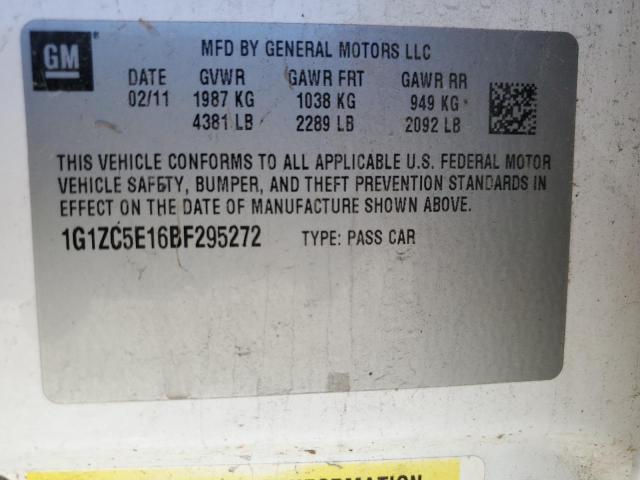 GM
MFD BY GENERAL MOTORS LLC
DATE GVWR GAWR FRT GAWR RR
02/11 1987 KG 1038 KG 949 KG
4381 LB 2289 LB 2092 LB
THIS VEHICLE CONFORMS TO ALL APPLICABLE U.S. FEDERAL MOTOR
VEHICLE SAFETY, BUMPER, AND THEFT PREVENTION STANDARDS IN
EFFECT ON THE DATE OF MANUFACTURE SHOWN ABOVE.
1G1ZC5E16BF295272 TYPE: PASS CAR
INFORMATION